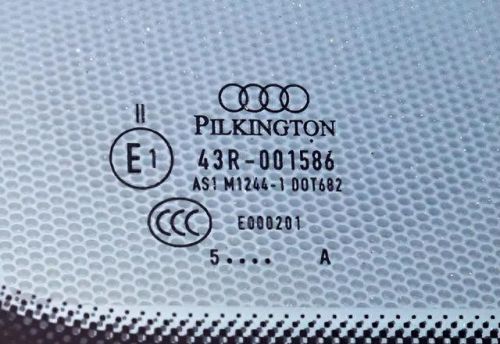 II
PILKINGTON
E1 43R-001586
AS1 M1244-1 DOT682
CCC E000201
5•••• A